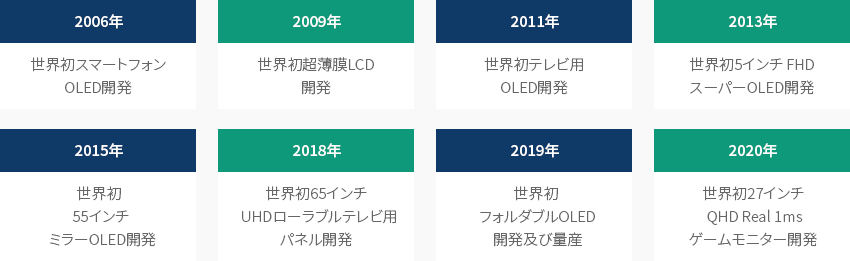 2006年
世界初スマートフォン
OLED開発
2009年
世界初超薄膜LCD
開発
2011年
世界初テレビ用
OLED開発
2013年
世界初5インチ FHD
スーパーOLED開発
2015年
世界初
55インチ
ミラーOLED開発
2018年
世界初65インチ
UHDローラブルテレビ用
パネル開発
2019年
世界初
フォルダブルOLED
開発及び量産
2020年
世界初27インチ
QHD Real 1ms
ゲームモニター開発